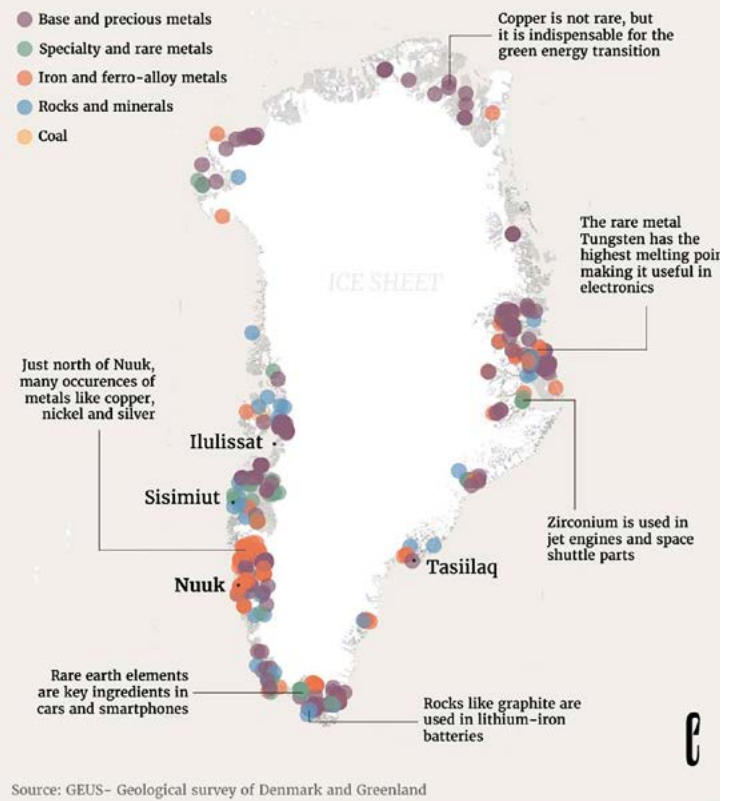 Base and precious metals
Specialty and rare metals
Iron and ferro-alloy metals
Rocks and minerals
Coal
Copper is not rare, but
it is indispensable for the
green energy transition
The rare metal
Tungsten has the
highest melting poin
making it useful in
electronics
ICE SHEET
Just north of Nuuk,
many occurences of
metals like copper,
nickel and silver
Ilulissat
Sisimiut
Nuuk
Tasiilaq
Zirconium is used in
jet engines and space
shuttle parts
Rare earth elements
are key ingredients in
cars and smartphones
Rocks like graphite are
used in lithium-iron
batteries
e
Source: GEUS- Geological survey of Denmark and Greenland